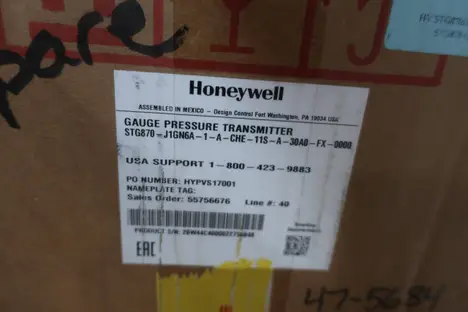 spare
Honeywell
ASSEMBLED IN MEXICO - Design Control Fort Washington, PA 19034 USA
GAUGE PRESSURE TRANSMITTER
STG870-J1GN6A-1-A-CHE-11S-A-30A0-FX-0000
USA SUPPORT 1-800-423-9883
PO NUMBER: HYPVS17001
NAMEPLATE TAG:
Sales Order: 55756676 Line #: 40
PRODUCT S/N:
EAC
47-5684